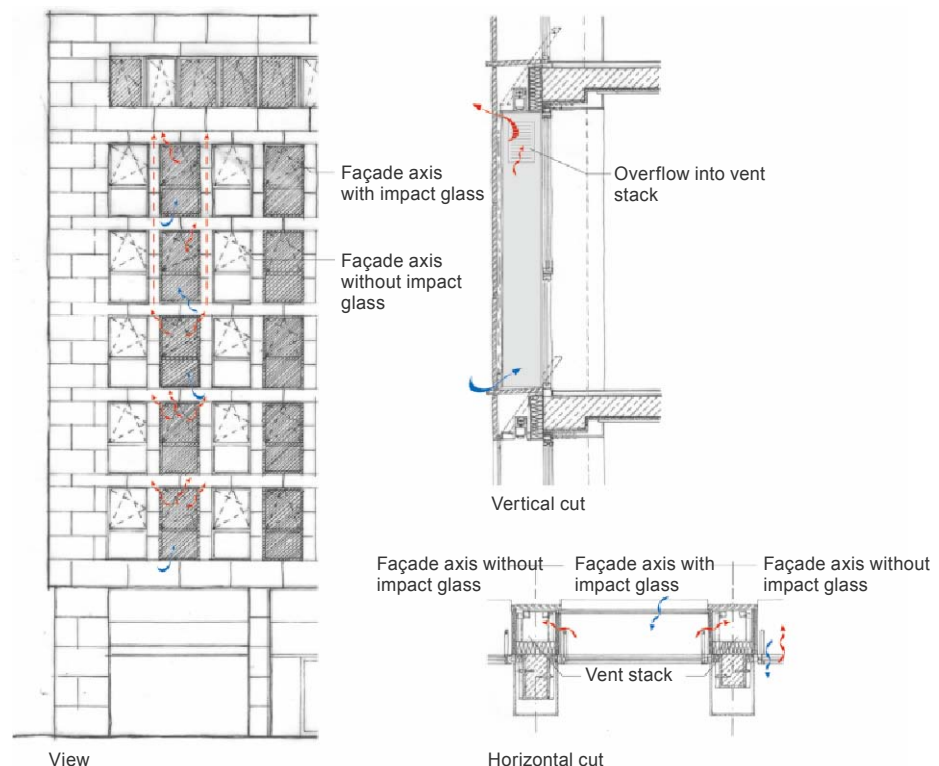 Façade axis
with impact glass
Façade axis
without impact
glass
View
Overflow into vent
stack
Vertical cut
Façade axis without
impact glass
Façade axis with
impact glass
Façade axis without
impact glass
Vent stack
Horizontal cut